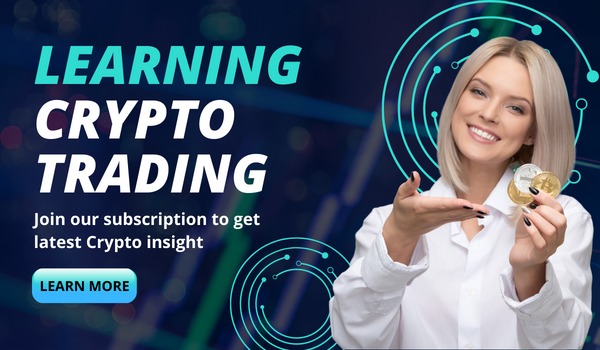 LEARNING
CRYPTO
TRADING
Join our subscription to get
latest Crypto insight
LEARN MORE